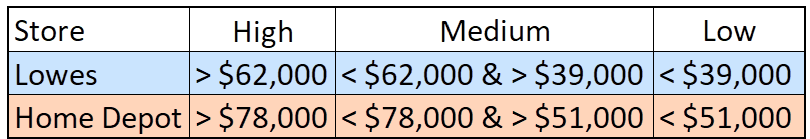 Store High Medium Low
Lowes > $62,000 < $62,000 & > $39,000 < $39,000
Home Depot > $78,000 < $78,000 & > $51,000 < $51,000